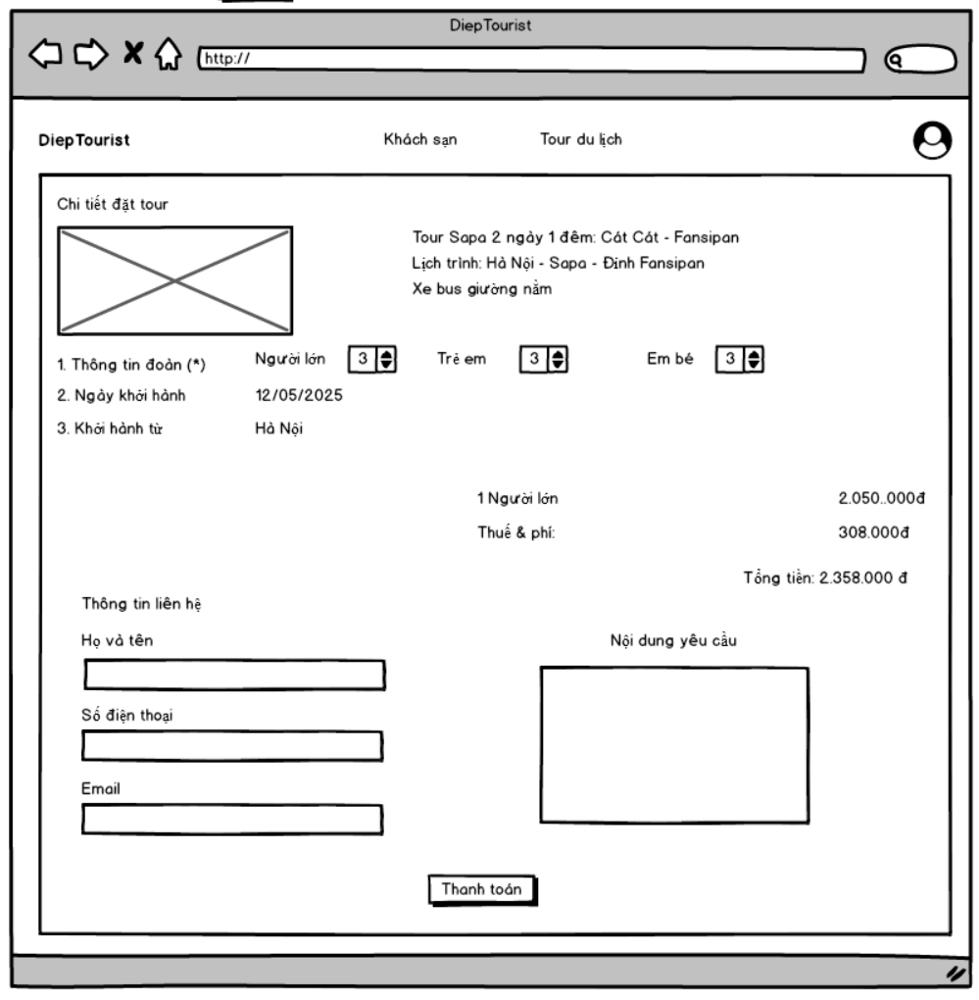 DiepTourist
http://
DiepTourist Khách sạn Tour du lịch
Chi tiết đặt tour
Tour Sapa 2 ngày 1 đêm: Cát Cát - Fansipan
Lịch trình: Hà Nội - Sapa - Đỉnh Fansipan
Xe bus giường nằm
1. Thông tin đoàn (*) Người lớn 3 Trẻ em 3 Em bé 3
2. Ngày khởi hành 12/05/2025
3. Khởi hành từ Hà Nội
1 Người lớn 2.050..000đ
Thuế & phí: 308.000đ
Tổng tiền: 2.358.000 đ
Thông tin liên hệ
Họ và tên Nội dung yêu cầu
Số điện thoại
Email
Thanh toán